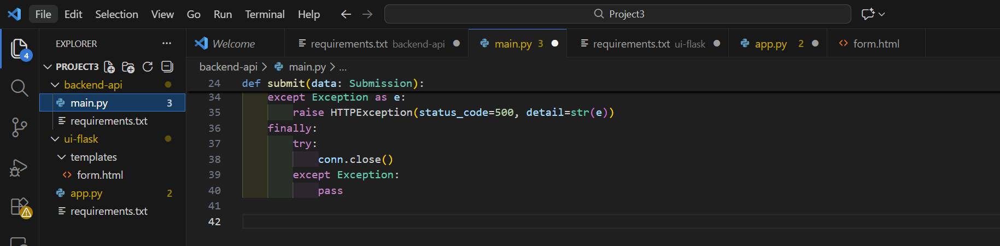 File Edit Selection View Go Run Terminal Help
Project3
EXPLORER
Welcome
requirements.txt backend-api
main.py 3
requirements.txt ui-flask
app.py 2
form.html
4
PROJECT3
backend-api
main.py 3
requirements.txt
ui-flask
templates
form.html
app.py 2
requirements.txt
backend-api > main.py > ...
24 def submit(data: Submission):
34 except Exception as e:
35 raise HTTPException(status_code=500, detail=str(e))
36 finally:
37 try:
38 conn.close()
39 except Exception:
40 pass
41
42